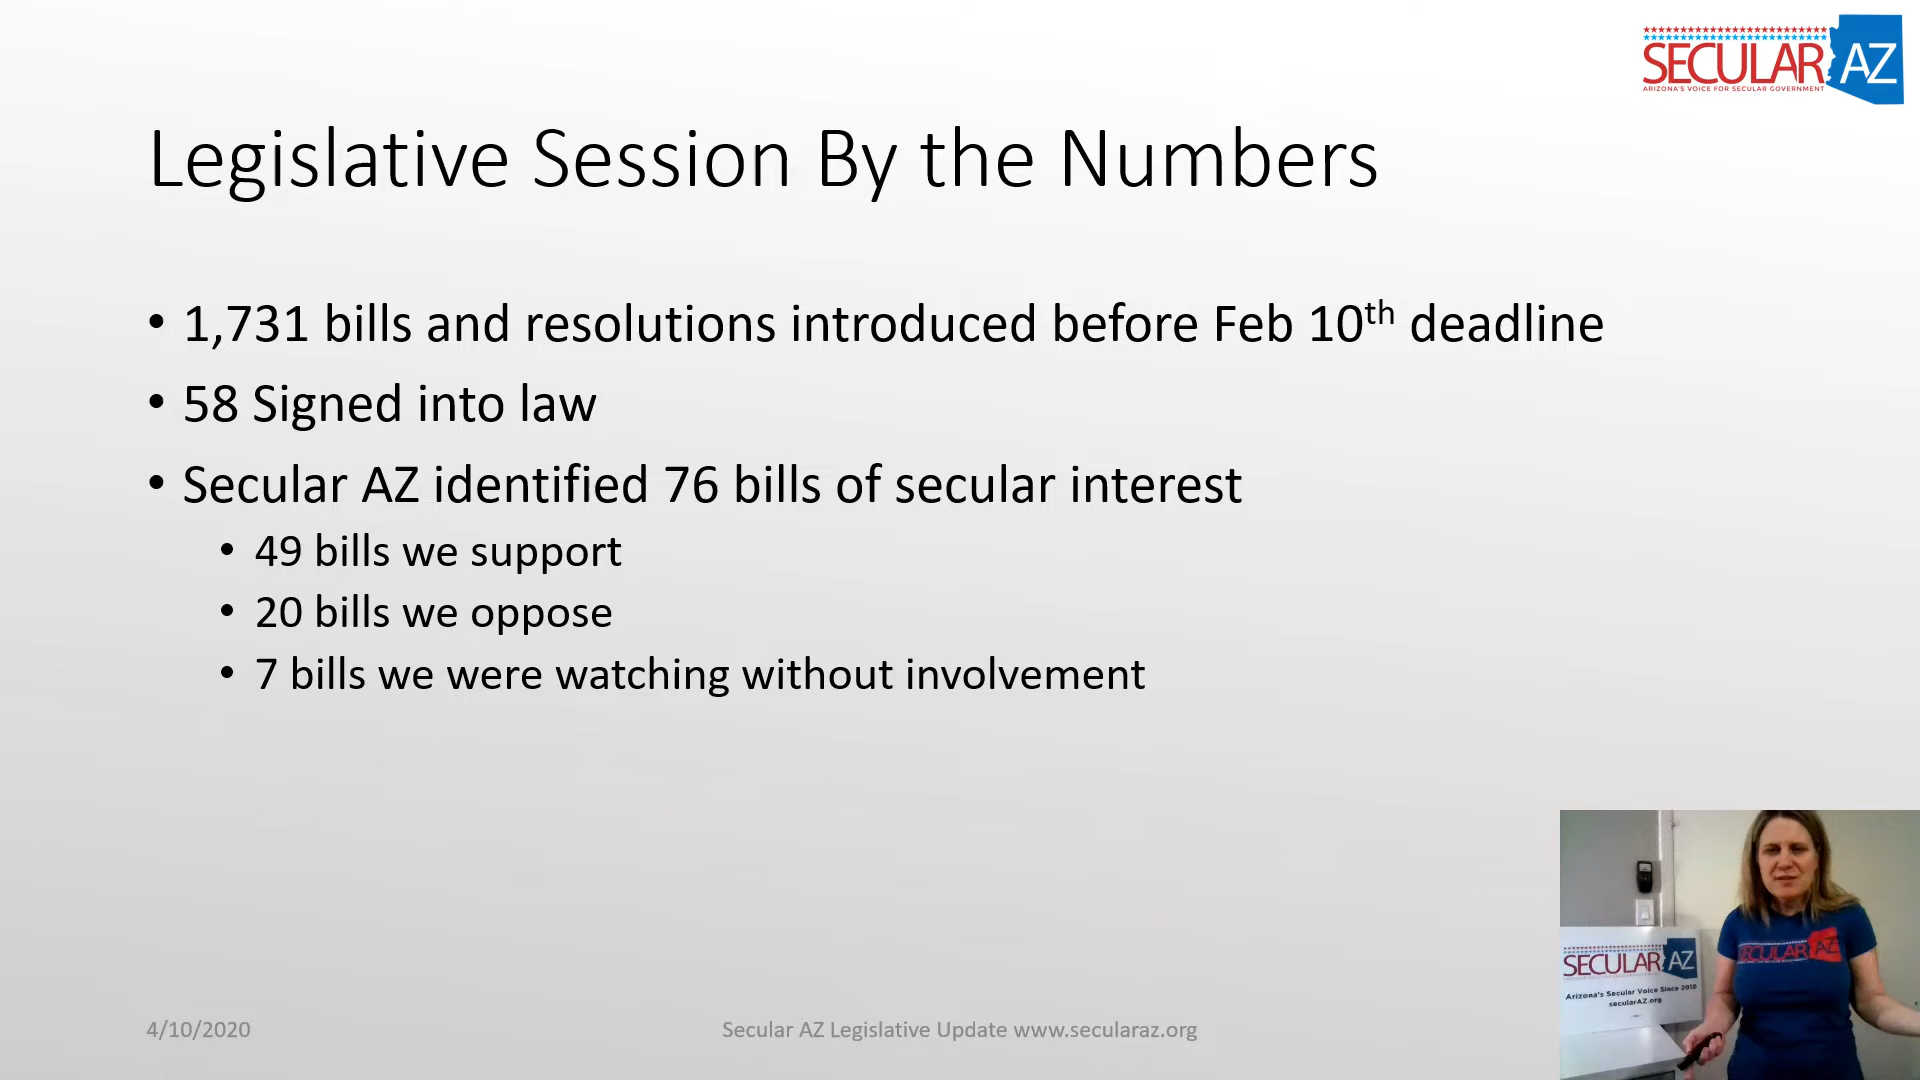 SECULAR AZ
ARIZONA'S VOICE FOR SECULAR GOVERNMENT
Legislative Session By the Numbers
• 1,731 bills and resolutions introduced before Feb 10th deadline
• 58 Signed into law
• Secular AZ identified 76 bills of secular interest
• 49 bills we support
• 20 bills we oppose
• 7 bills we were watching without involvement
SECULAR AZ
SECULAR AZ
Arizona's Secular Voice Since 2010
secularAZ.org
4/10/2020
Secular AZ Legislative Update www.secularaz.org